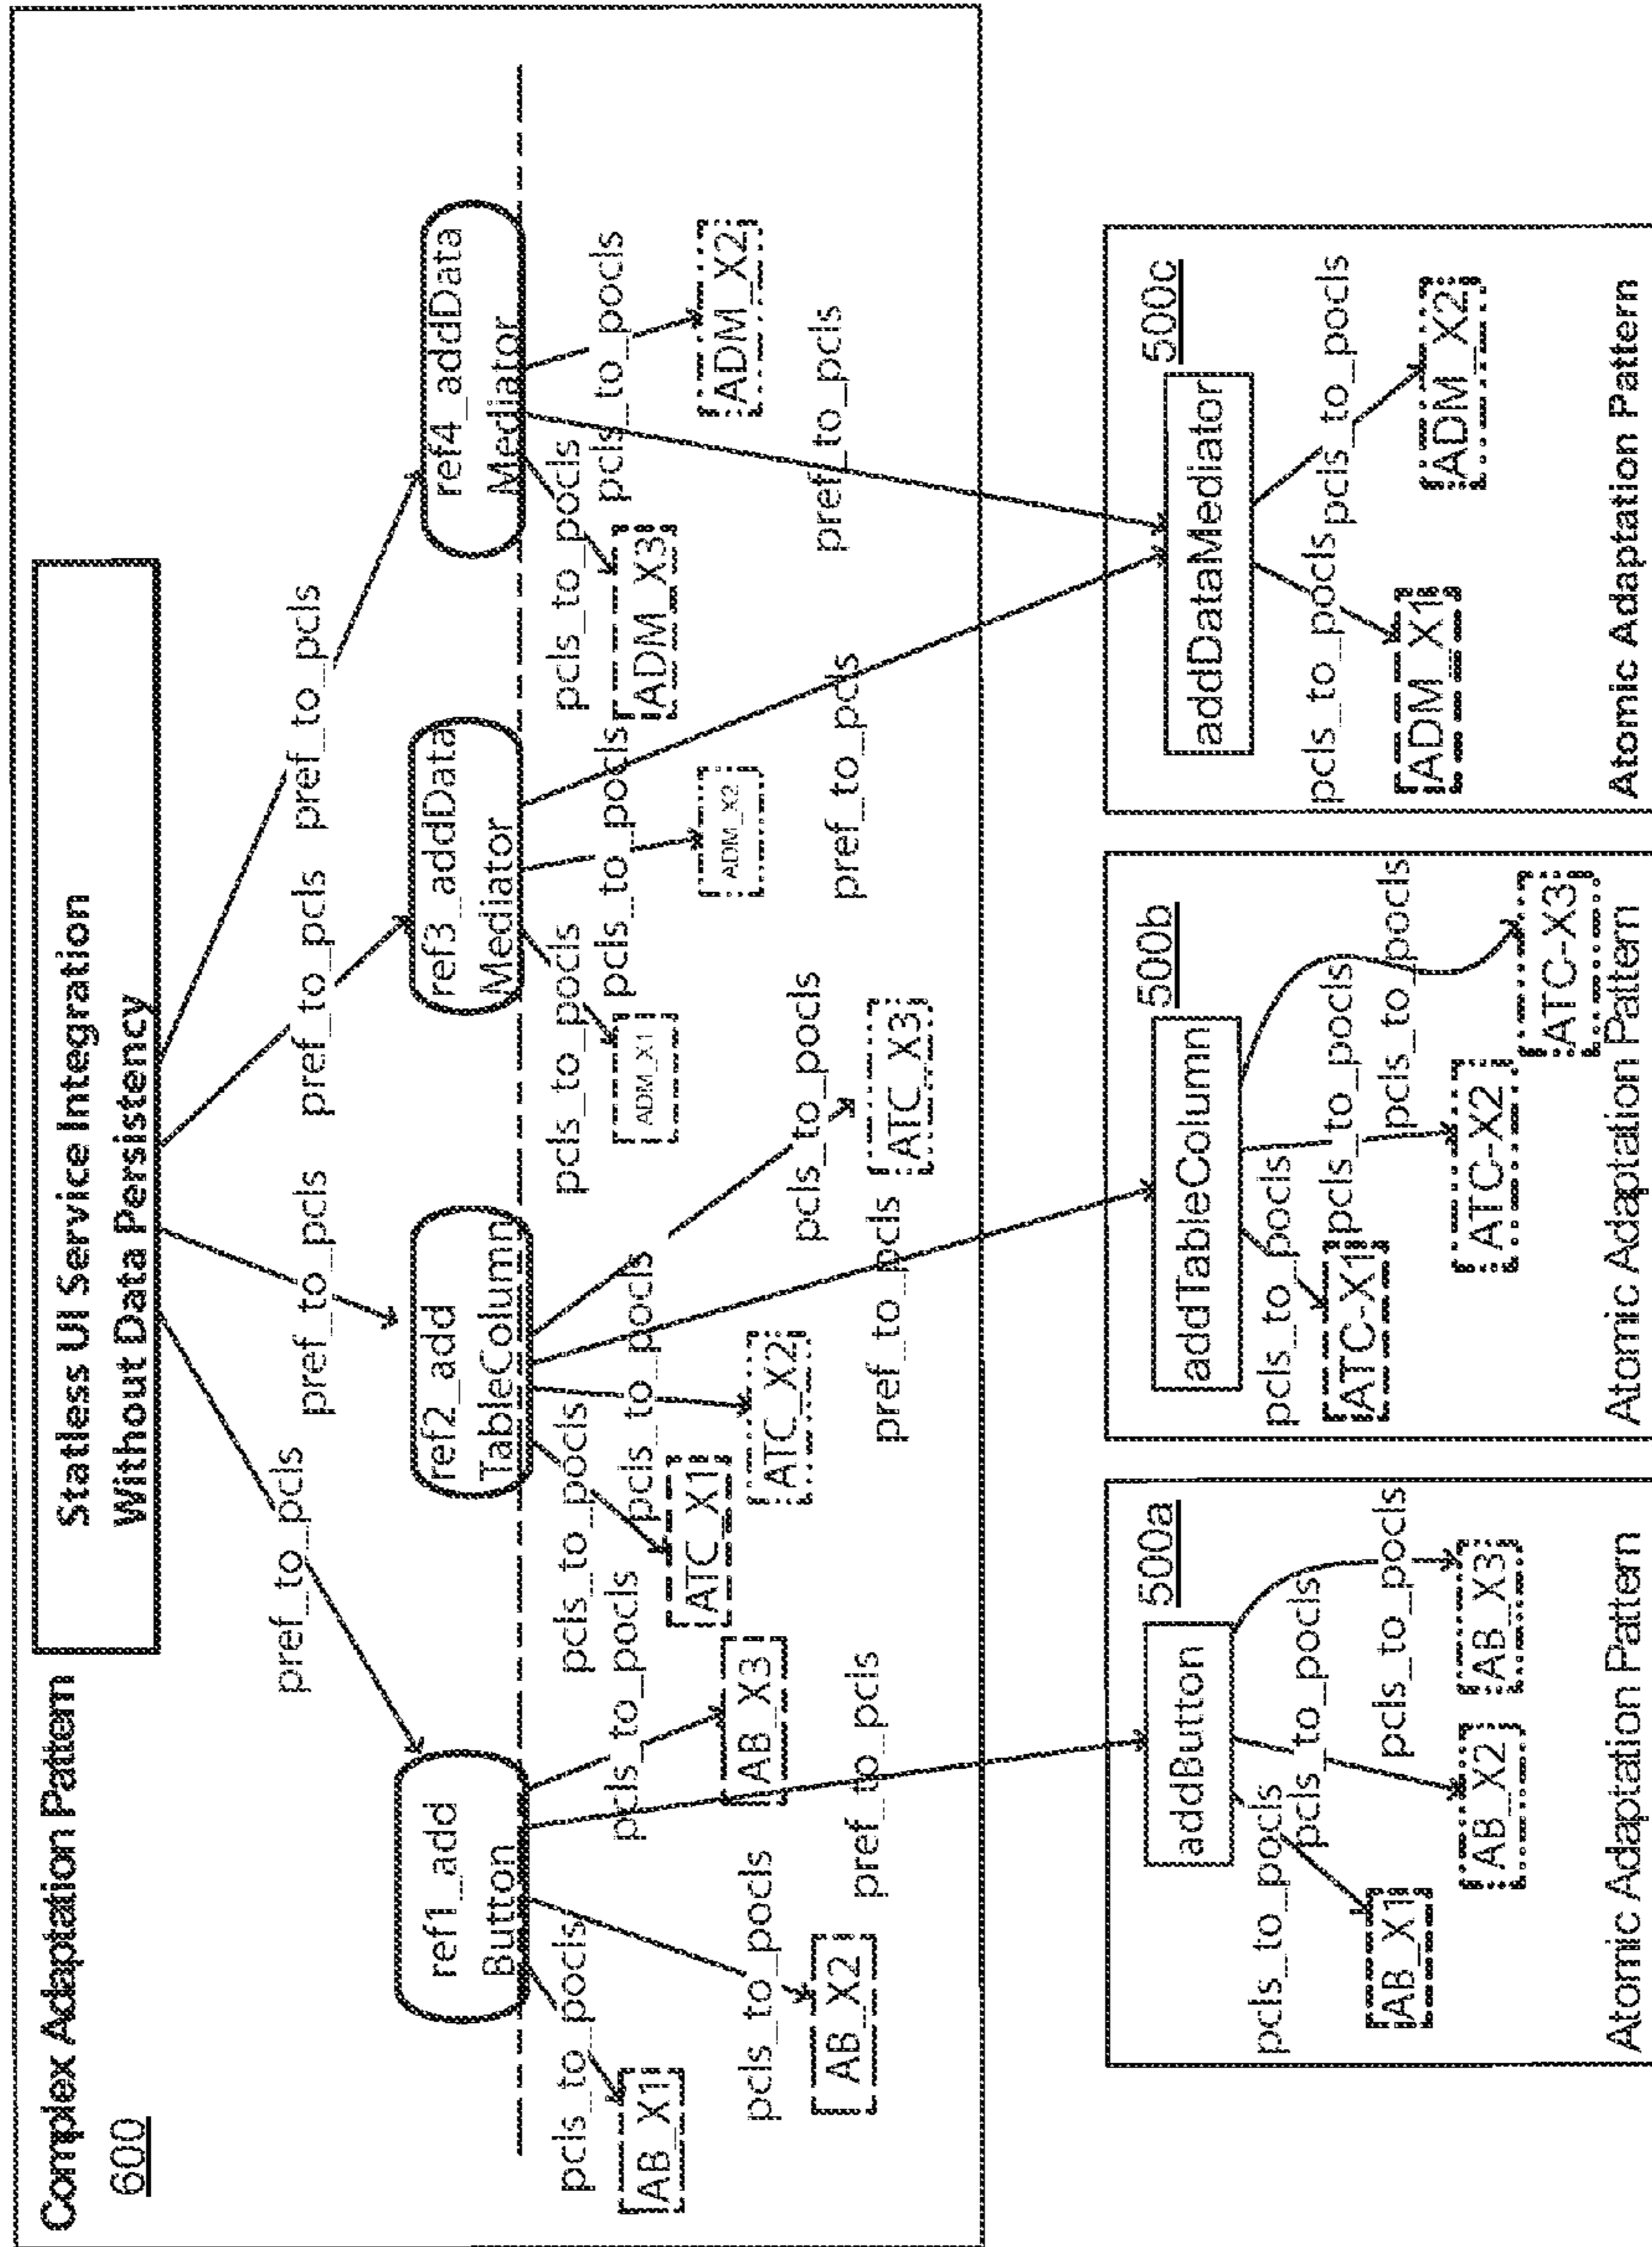 Complex Adaptation Pattern
600
Statless UI Service Integration
Without Data Persistency
pref_to_pcls
pref_to_pcls
pref_to_pcls
pref_to_pcls
ref1_add
Button
ref2_add
TableColumn
ref3_addData
Mediator
ref4_addData
Mediator
pcls_to_pocls
AB_X1
pcls_to_pocls
AB_X2
pcls_to_pocls
AB_X3
pref_to_pcls
pcls_to_pocls
ATC_X1
pcls_to_pocls
ATC_X2
pcls_to_pocls
ATC_X3
pref_to_pcls
pcls_to_pocls
ADM_X1
pcls_to_pocls
ADM_X2
pref_to_pcls
pcls_to_pocls
ADM_X3
pcls_to_pocls
ADM_X2
pref_to_pcls
500a
addButton
pcls_to_pocls
pcls_to_pocls
pcls_to_pocls
AB_X1
AB_X2
AB_X3
Atomic Adaptation Pattern
500b
addTableColumn
pcls_to_pocls
pcls_to_pocls
pcls_to_pocls
ATC-X1
ATC-X2
ATC-X3
Atomic Adaptation Pattern
500c
addDataMediator
pcls_to_pocls
pcls_to_pocls
ADM_X1
ADM_X2
Atomic Adaptation Pattern